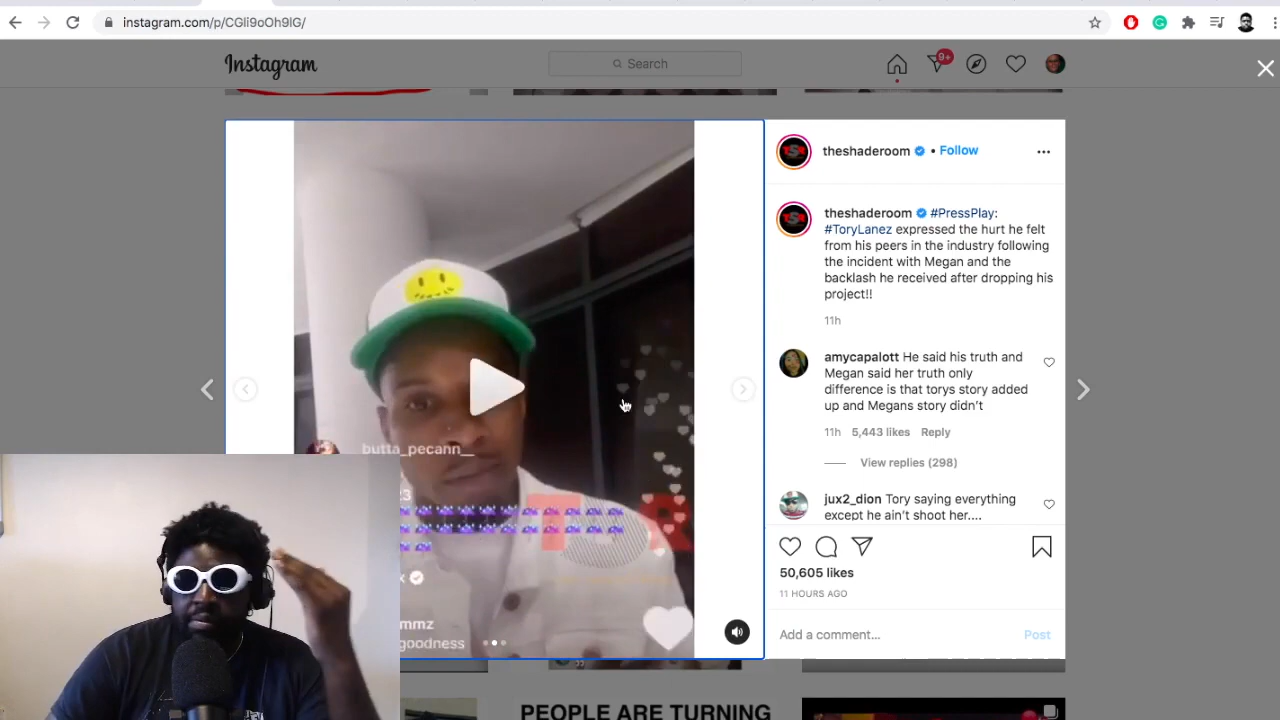 instagram.com/p/CGli9oOh9lG/
Instagram
Search
9+
theshaderoom • Follow
theshaderoom #PressPlay:
#ToryLanez expressed the hurt he felt
from his peers in the industry following
the incident with Megan and the
backlash he received after dropping his
project!!
11h
amycapalott He said his truth and
Megan said her truth only
difference is that torys story added
up and Megans story didn't
11h 5,443 likes Reply
View replies (298)
jux2_dion Tory saying everything
except he ain't shoot her....
50,605 likes
11 HOURS AGO
Add a comment...
Post
butta_pecann__
goodness
PEOPLE ARE TURNING